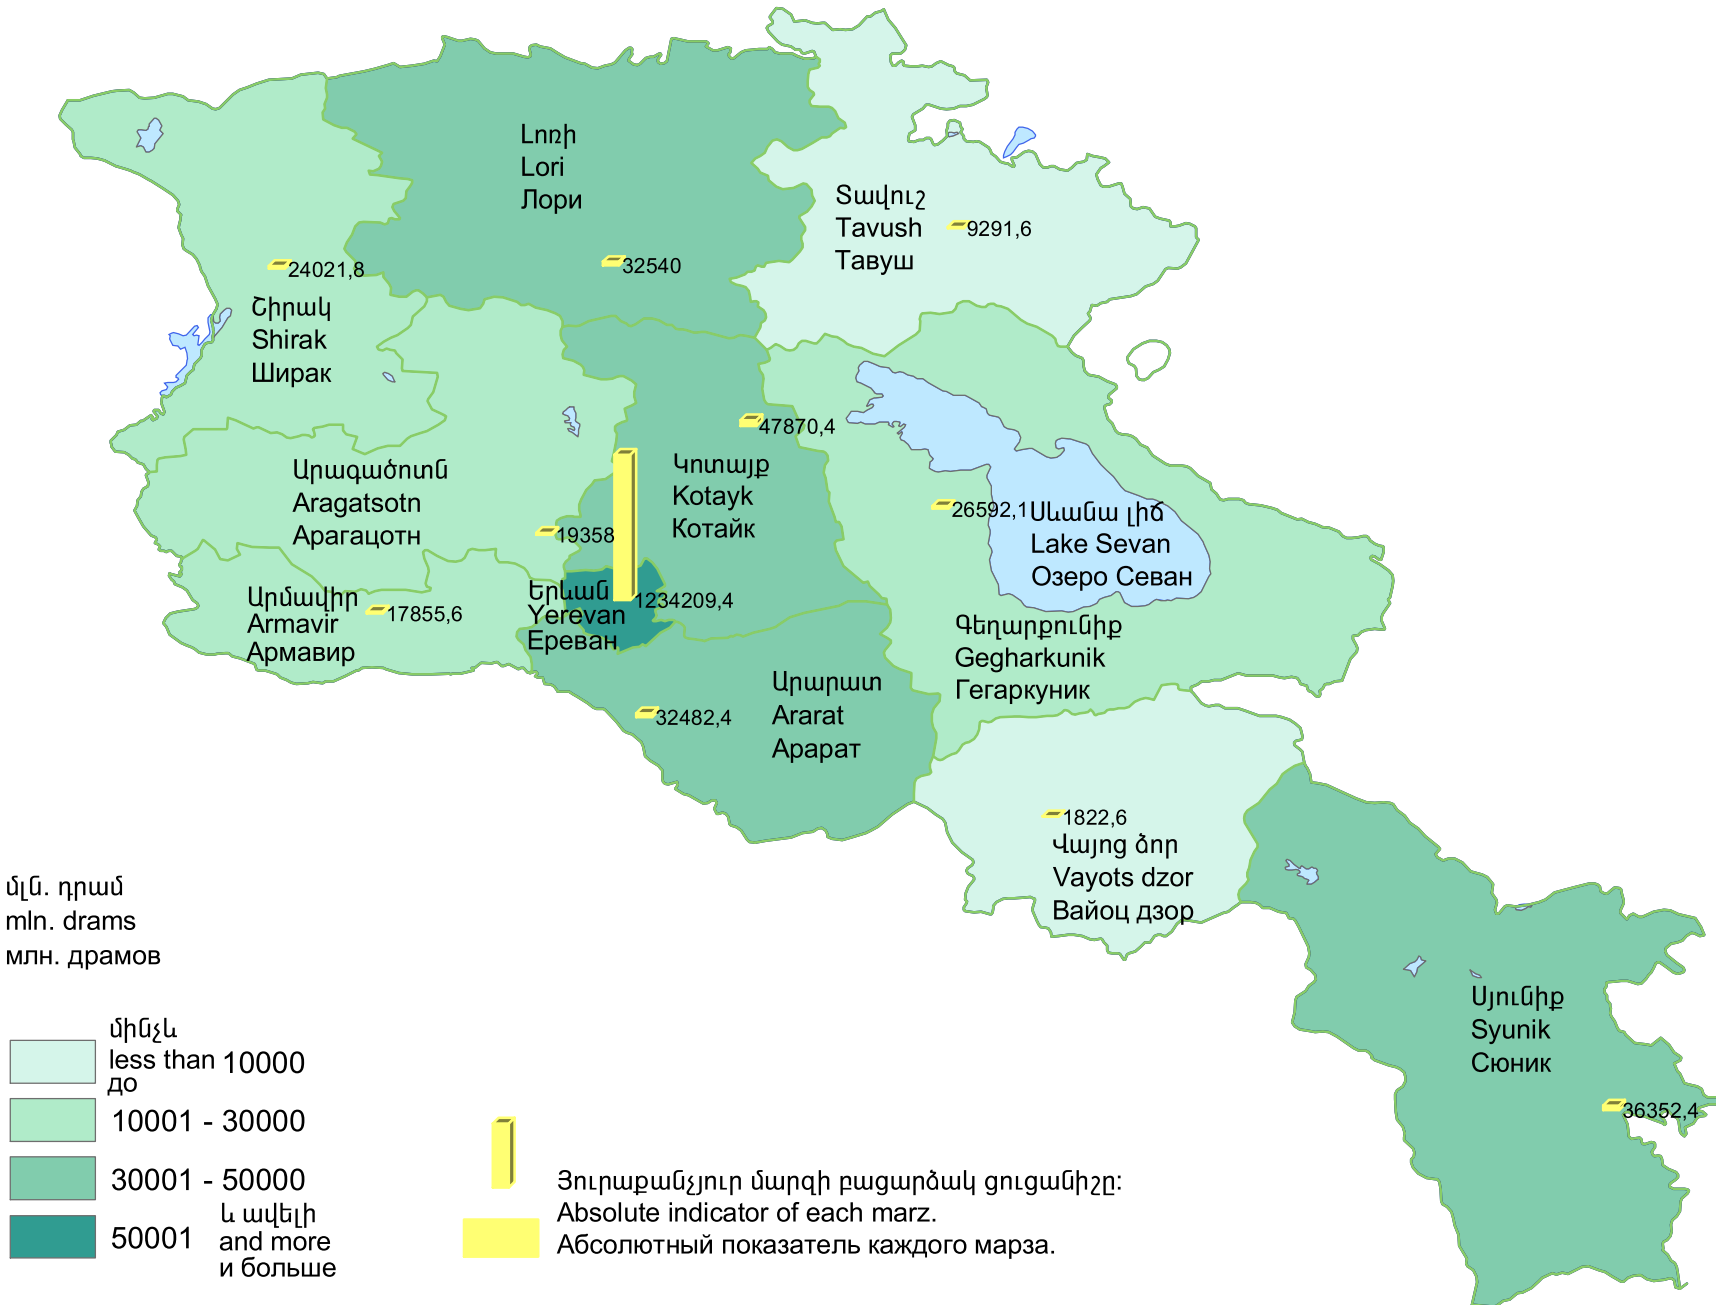 Լոռի
Lori
Лори
32540
Տավուշ
Tavush
Тавуш
9291,6
24021,8
Շիրակ
Shirak
Ширак
47870,4
Կոտայք
Kotayk
Котайк
Արագածոտն
Aragatsotn
Арагацотн
19358
26592,1
Սևանա լիճ
Lake Sevan
Озеро Севан
Արմավիր
Armavir
Армавир
17855,6
Երևան
Yerevan
Ереван
1234209,4
Գեղարքունիք
Gegharkunik
Гегаркуник
Արարատ
Ararat
Арарат
32482,4
1822,6
Վայոց ձոր
Vayots dzor
Вайоц дзор
Սյունիք
Syunik
Сюник
36352,4
մլն. դրամ
mln. drams
млн. драмов
մինչև
less than 10000
до
10001 - 30000
30001 - 50000
և ավելի
50001 and more
и больше
Յուրաքանչյուր մարզի բացարձակ ցուցանիշը:
Absolute indicator of each marz.
Абсолютный показатель каждого марза.